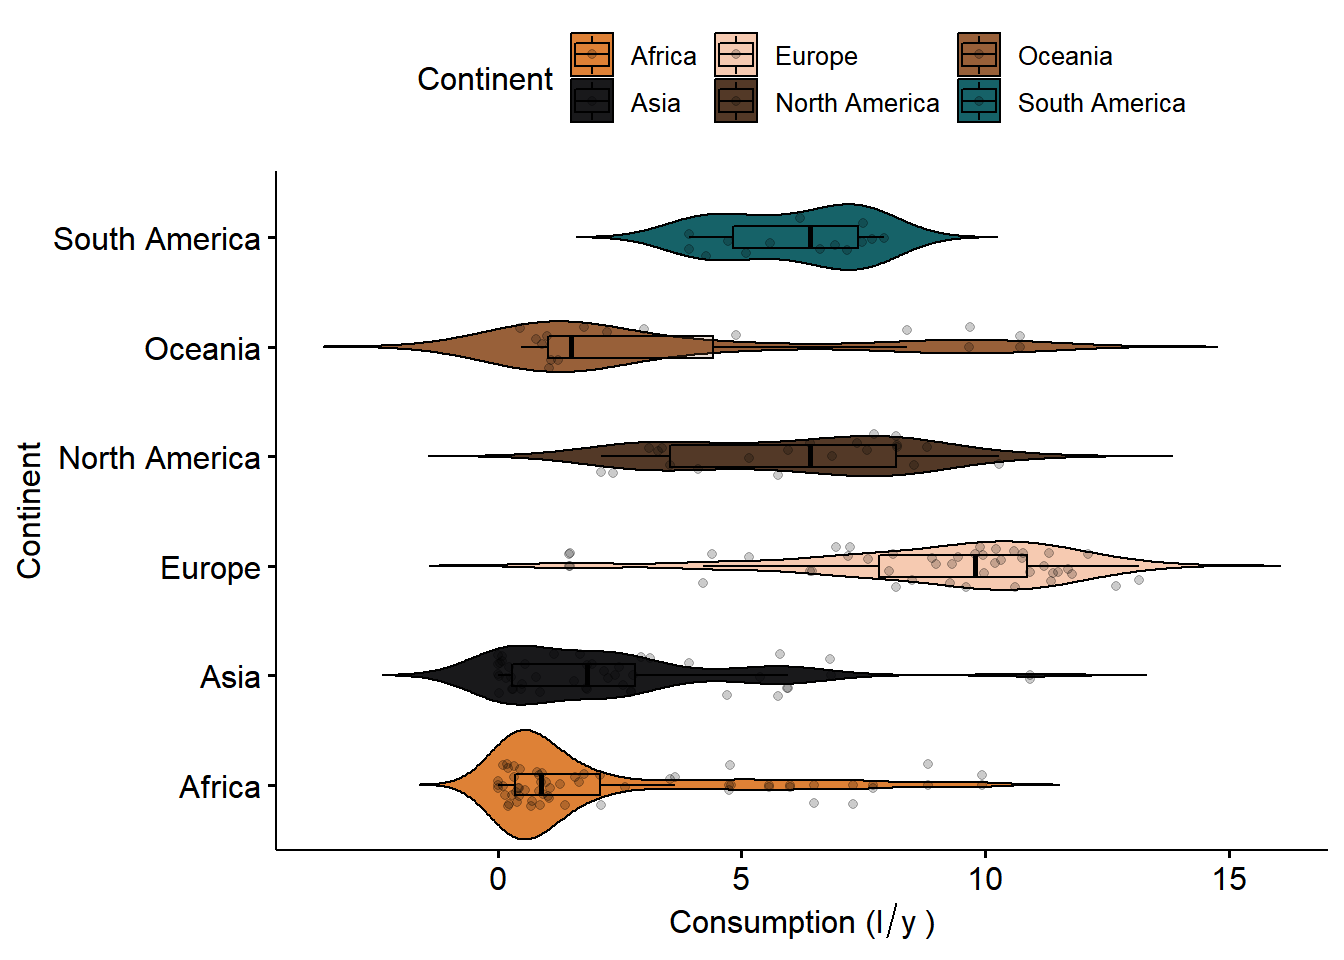 Continent
Africa
Europe
Oceania
Asia
North America
South America
Continent
South America
Oceania
North America
Europe
Asia
Africa
0 5 10 15
Consumption (l/y )